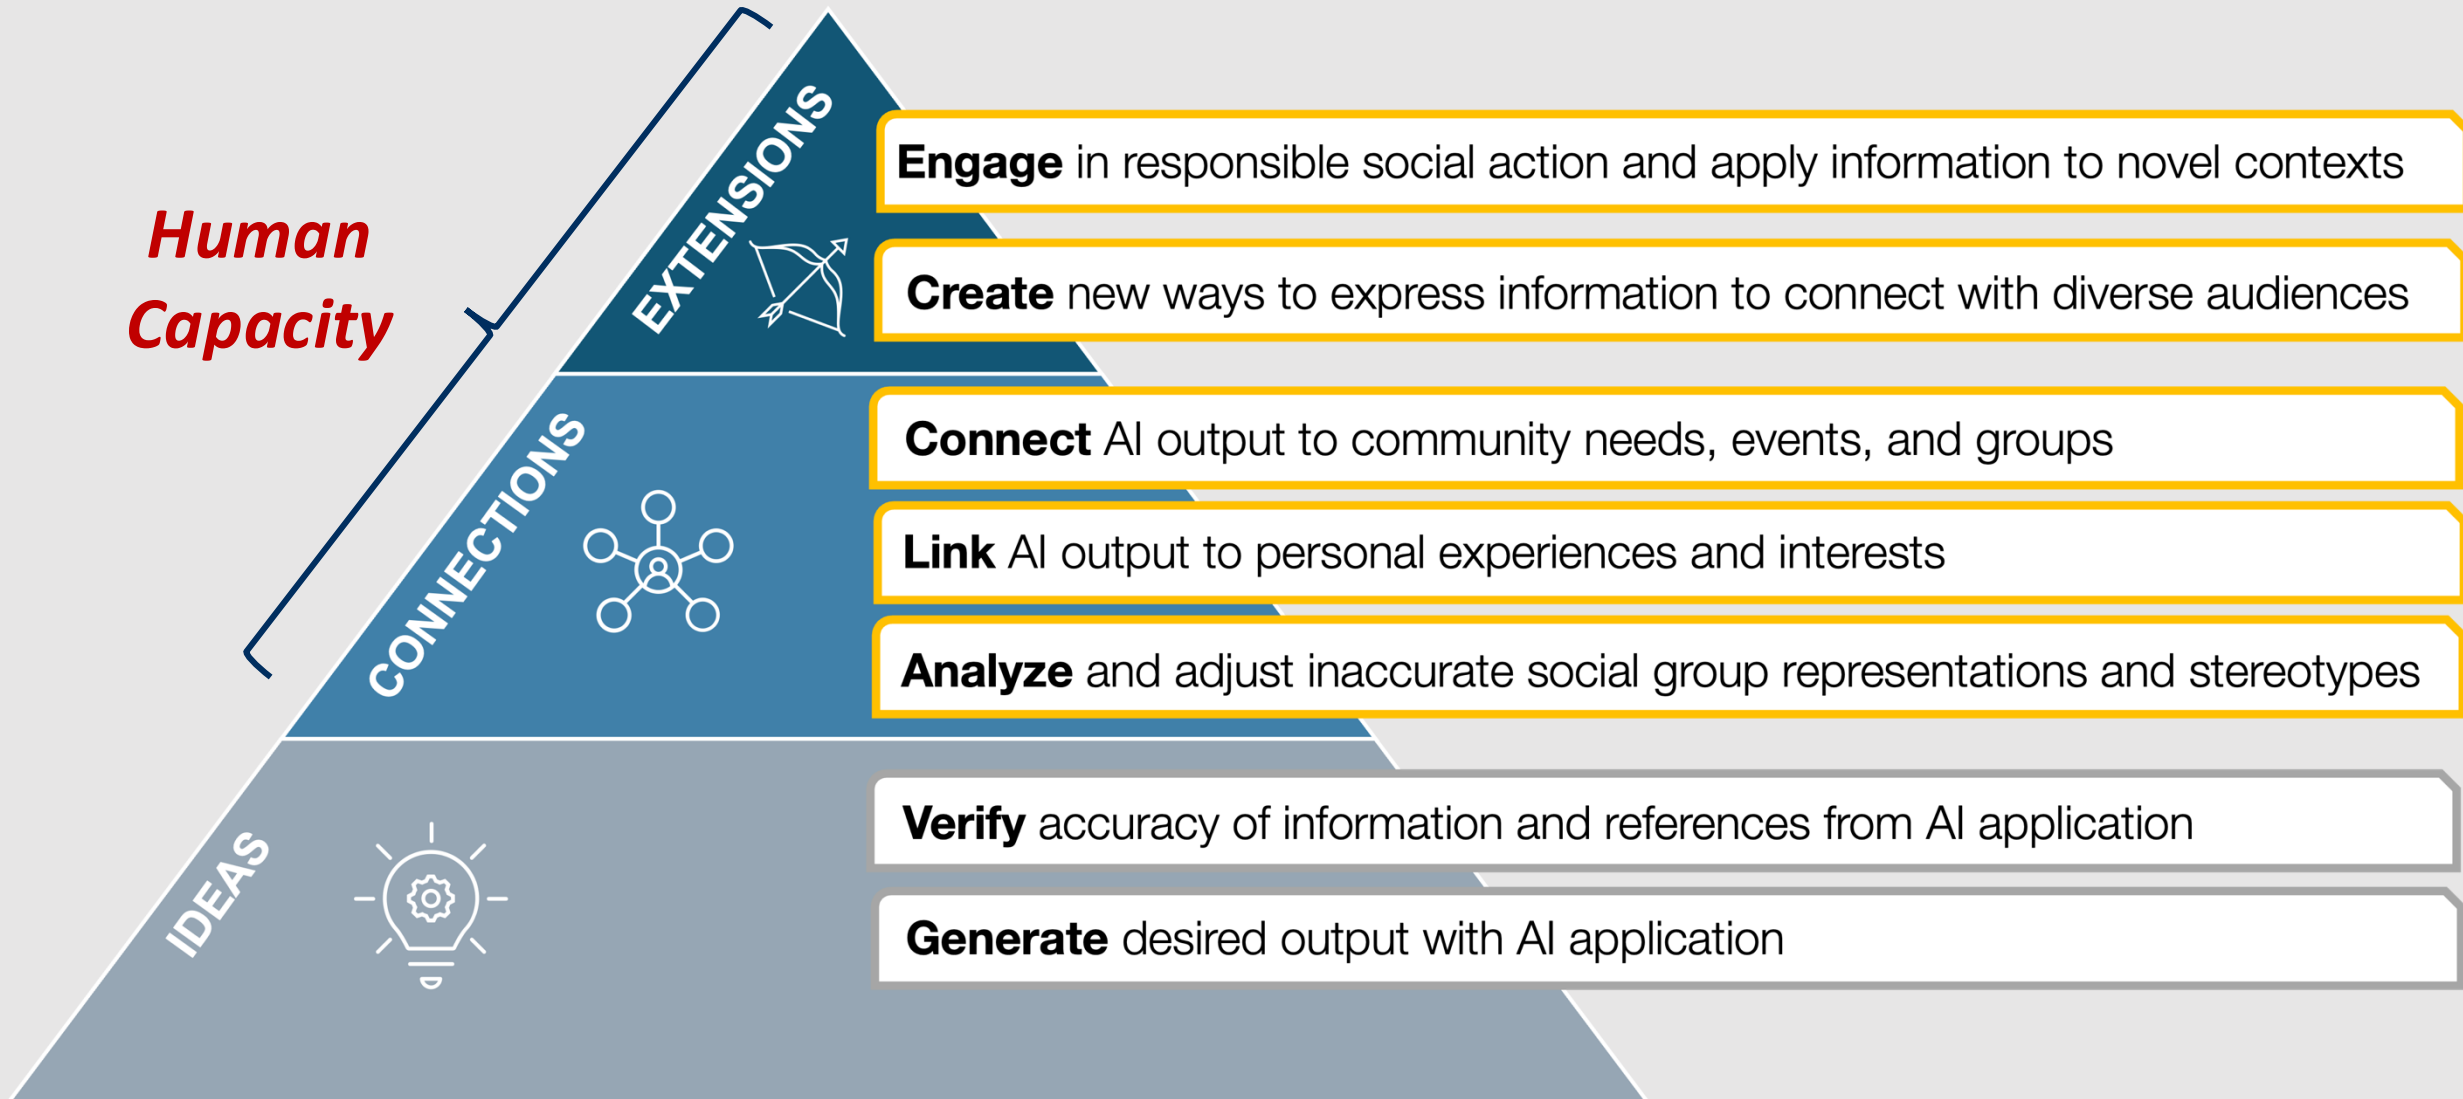 Human
Capacity
EXTENSIONS
Engage in responsible social action and apply information to novel contexts
Create new ways to express information to connect with diverse audiences
CONNECTIONS
Connect AI output to community needs, events, and groups
Link AI output to personal experiences and interests
Analyze and adjust inaccurate social group representations and stereotypes
IDEAS
Verify accuracy of information and references from AI application
Generate desired output with AI application